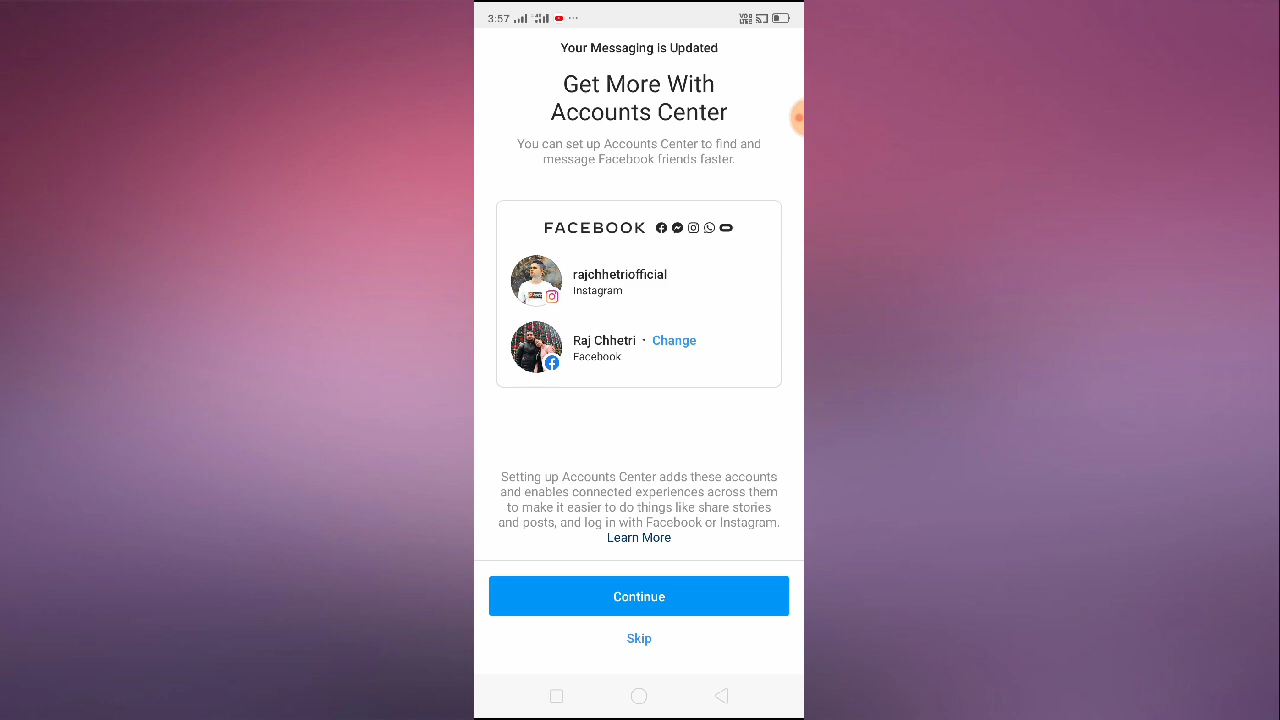 3:57
Your Messaging is Updated
Get More With
Accounts Center
You can set up Accounts Center to find and
message Facebook friends faster.
FACEBOOK
rajchhetriofficial
Instagram
Raj Chhetri · Change
Facebook
Setting up Accounts Center adds these accounts
and enables connected experiences across them
to make it easier to do things like share stories
and posts, and log in with Facebook or Instagram.
Learn More
Continue
Skip